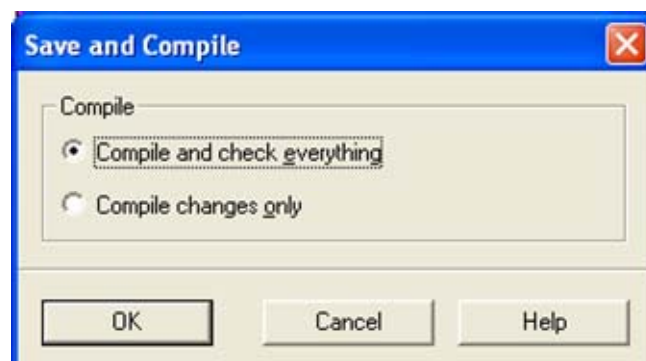 Save and Compile
Compile
Compile and check everything
Compile changes only
OK Cancel Help